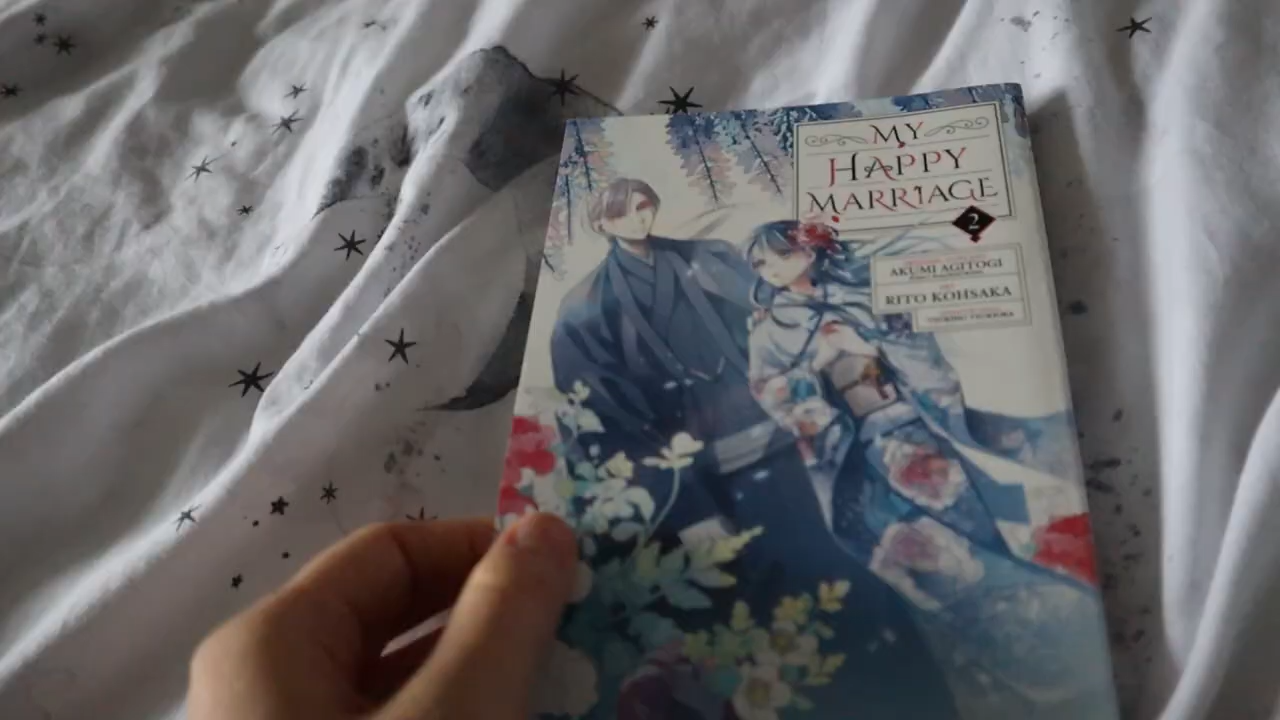 MY
HAPPY
MARRIAGE
2
AKUMI AGITOGI
RITO KOHSAKA